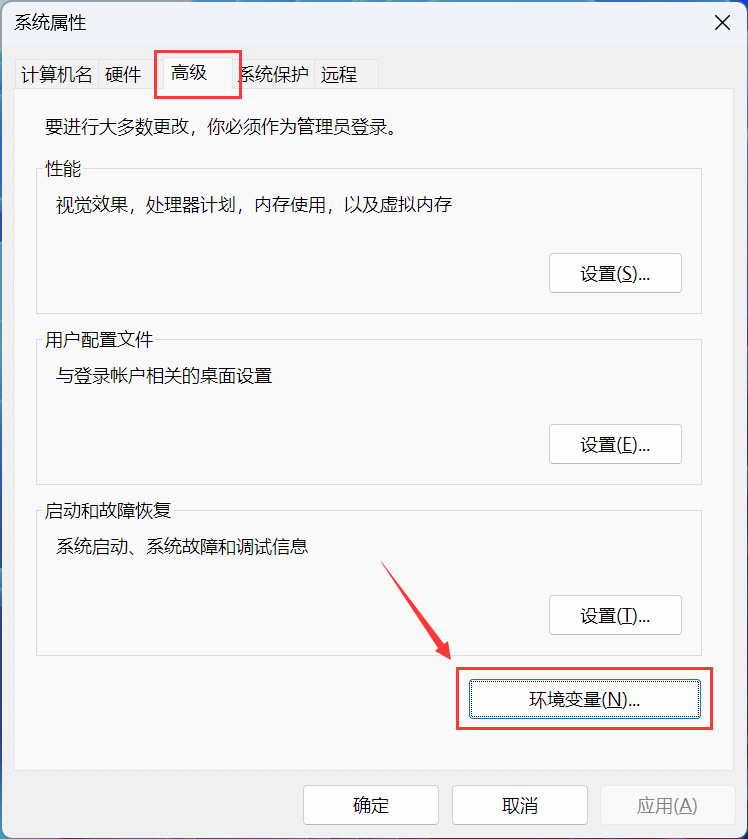 系统属性
计算机名 硬件 高级 系统保护 远程
要进行大多数更改，你必须作为管理员登录。
性能
视觉效果，处理器计划，内存使用，以及虚拟内存
设置(S)...
用户配置文件
与登录帐户相关的桌面设置
设置(E)...
启动和故障恢复
系统启动、系统故障和调试信息
设置(T)...
环境变量(N)...
确定 取消 应用(A)